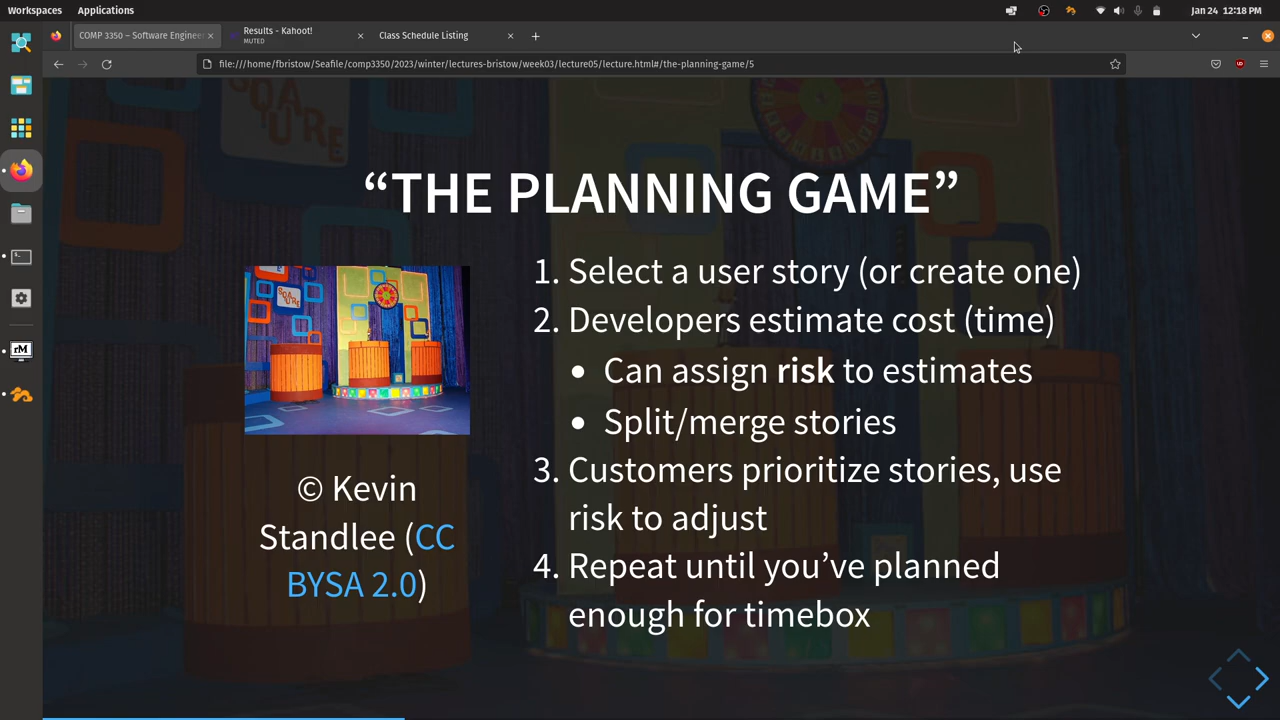 Workspaces Applications Jan 24 12:18 PM
COMP 3350 – Software Engineer Results - Kahoot! Class Schedule Listing
MUTED
file:///home/fbristow/Seafile/comp3350/2023/winter/lectures-bristow/week03/lecture05/lecture.html#/the-planning-game/5
“THE PLANNING GAME”
1. Select a user story (or create one)
2. Developers estimate cost (time)
• Can assign risk to estimates
• Split/merge stories
3. Customers prioritize stories, use
risk to adjust
4. Repeat until you’ve planned
enough for timebox
SQUARE
© Kevin
Standlee (CC
BYSA 2.0)
rM